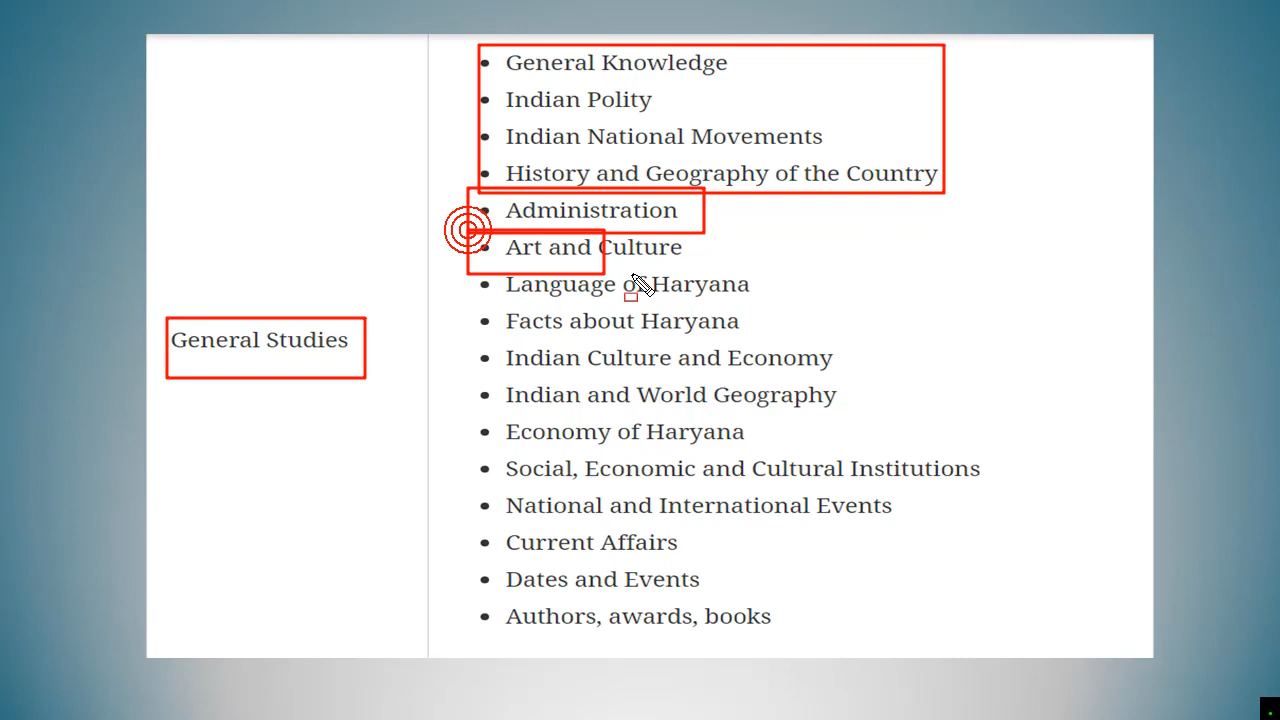 General Studies
General Knowledge
Indian Polity
Indian National Movements
History and Geography of the Country
Administration
Art and Culture
Language of Haryana
Facts about Haryana
Indian Culture and Economy
Indian and World Geography
Economy of Haryana
Social, Economic and Cultural Institutions
National and International Events
Current Affairs
Dates and Events
Authors, awards, books